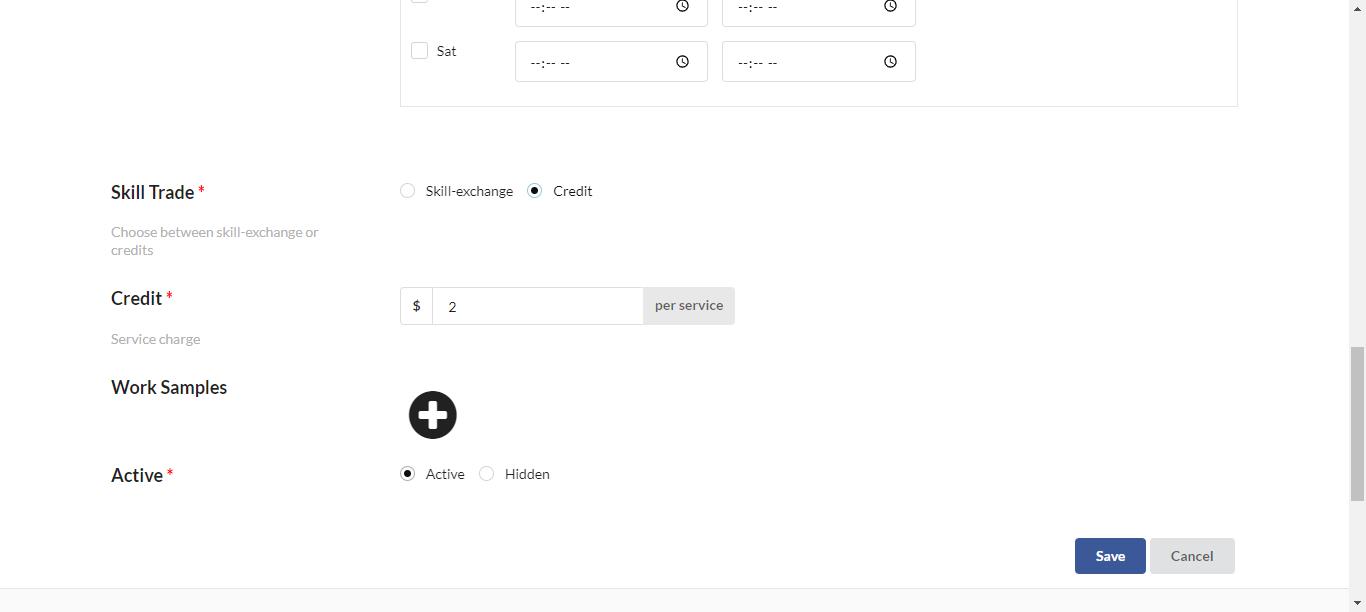 --:-- -- --:-- --
Sat --:-- -- --:-- --
Skill Trade * Skill-exchange Credit
Choose between skill-exchange or
credits
Credit * $ 2 per service
Service charge
Work Samples
Active * Active Hidden
Save Cancel